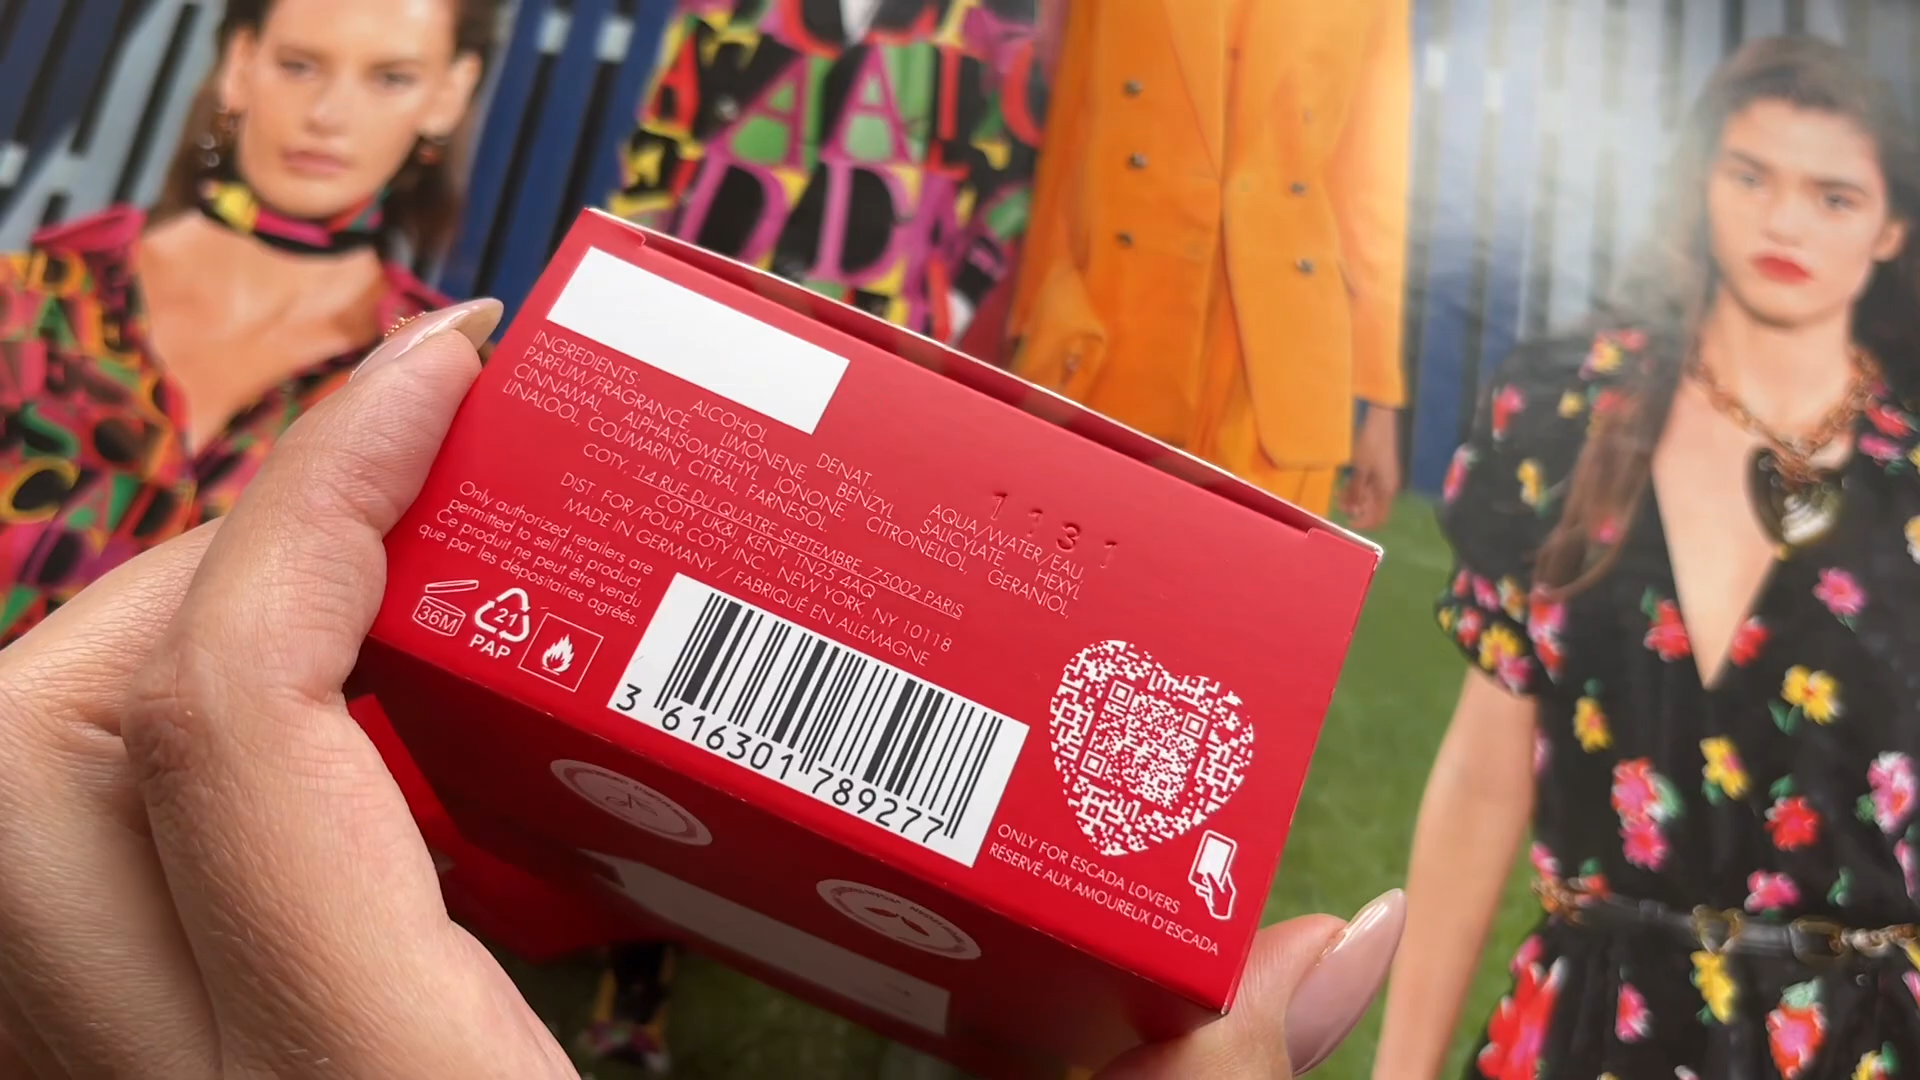 INGREDIENTS: ALCOHOL DENAT., AQUA/WATER/EAU,
PARFUM/FRAGRANCE, LIMONENE, BENZYL SALICYLATE, HEXYL
CINNAMAL, ALPHA-ISOMETHYL IONONE, CITRONELLOL, GERANIOL,
LINALOOL, COUMARIN, CITRAL, FARNESOL.
COTY, 14 RUE DU QUATRE SEPTEMBRE, 75002 PARIS
COTY UK&I, KENT, TN25 4AQ
DIST. FOR/POUR COTY INC., NEW YORK, NY 10118
MADE IN GERMANY / FABRIQUÉ EN ALLEMAGNE
1131
Only authorized retailers are
permitted to sell this product.
Ce produit ne peut être vendu
que par les dépositaires agréés.
36M
21
PAP
3 616301 789277
ONLY FOR ESCADA LOVERS
RÉSERVÉ AUX AMOUREUX D'ESCADA